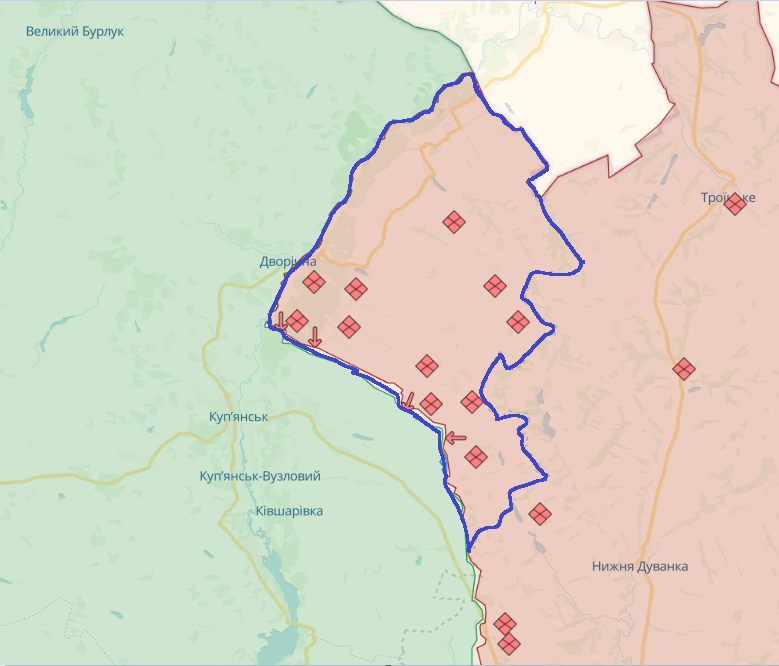 Великий Бурлук
Троїцьке
Дворічна
Куп'янськ
Куп'янськ-Вузловий
Ківшарівка
Нижня Дуванка